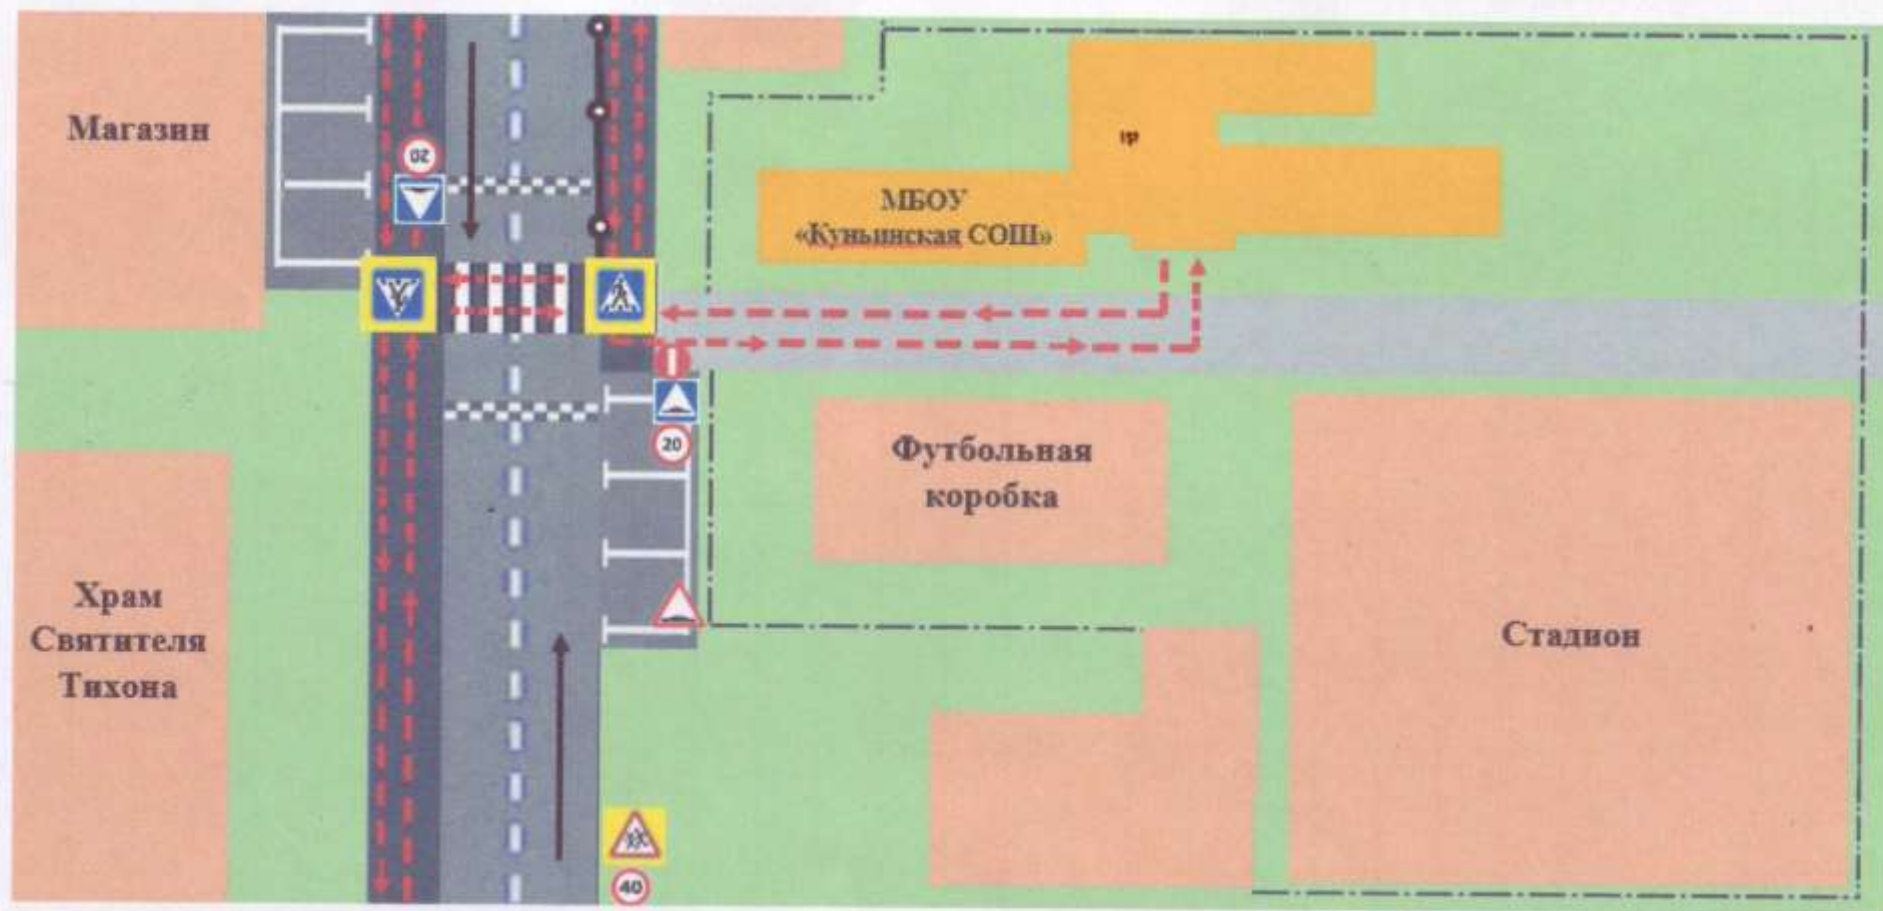 Магазин
20
МБОУ
«Куньинская СОШ»
20
Футбольная
коробка
Храм
Святителя
Тихона
Стадион
40